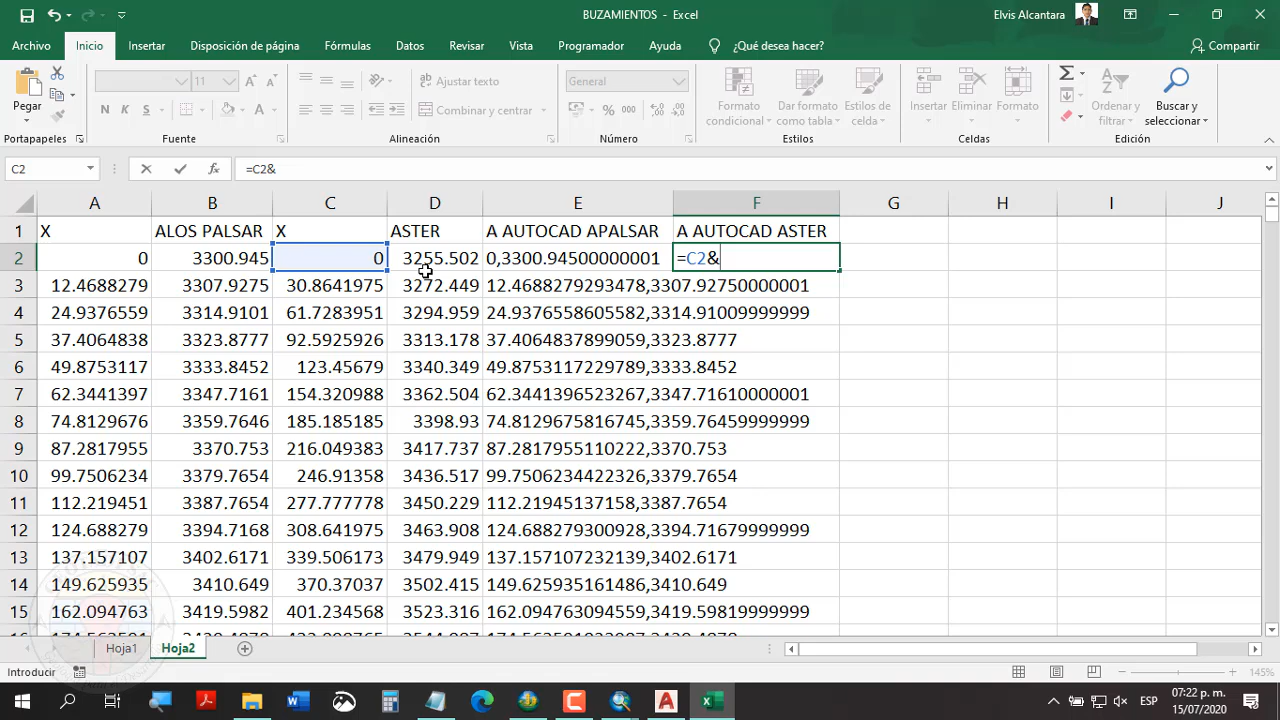 BUZAMIENTOS - Excel
Elvis Alcantara
Archivo Inicio Insertar Disposición de página Fórmulas Datos Revisar Vista Programador Ayuda ¿Qué desea hacer? Compartir
Pegar
11
Ajustar texto
General
Formato condicional
Dar formato como tabla
Estilos de celda
Insertar
Eliminar
Formato
Ordenar y filtrar
Buscar y seleccionar
N K S
Combinar y centrar
% 000
Portapapeles Fuente Alineación Número Estilos Celdas Edición
C2 =C2&
A B C D E F G H I J
1 X ALOS PALSAR X ASTER A AUTOCAD APALSAR A AUTOCAD ASTER
2 0 3300.945 0 3255.502 0,3300.94500000001 =C2&
3 12.4688279 3307.9275 30.8641975 3272.449 12.4688279293478,3307.92750000001
4 24.9376559 3314.9101 61.7283951 3294.959 24.9376558605582,3314.91009999999
5 37.4064838 3323.8777 92.5925926 3313.178 37.4064837899059,3323.8777
6 49.8753117 3333.8452 123.45679 3340.349 49.8753117229789,3333.8452
7 62.3441397 3347.7161 154.320988 3362.504 62.3441396523267,3347.71610000001
8 74.8129676 3359.7646 185.185185 3398.93 74.8129675816745,3359.76459999999
9 87.2817955 3370.753 216.049383 3417.737 87.2817955110222,3370.753
10 99.7506234 3379.7654 246.91358 3436.517 99.7506234422326,3379.7654
11 112.219451 3387.7654 277.777778 3450.229 112.21945137158,3387.7654
12 124.688279 3394.7168 308.641975 3463.908 124.688279300928,3394.71679999999
13 137.157107 3402.6171 339.506173 3479.949 137.157107232139,3402.6171
14 149.625935 3410.649 370.37037 3502.415 149.625935161486,3410.649
15 162.094763 3419.5982 401.234568 3523.316 162.094763094559,3419.59819999999
16
Hoja1 Hoja2
Introducir
145%
ESP
07:22 p. m.
15/07/2020